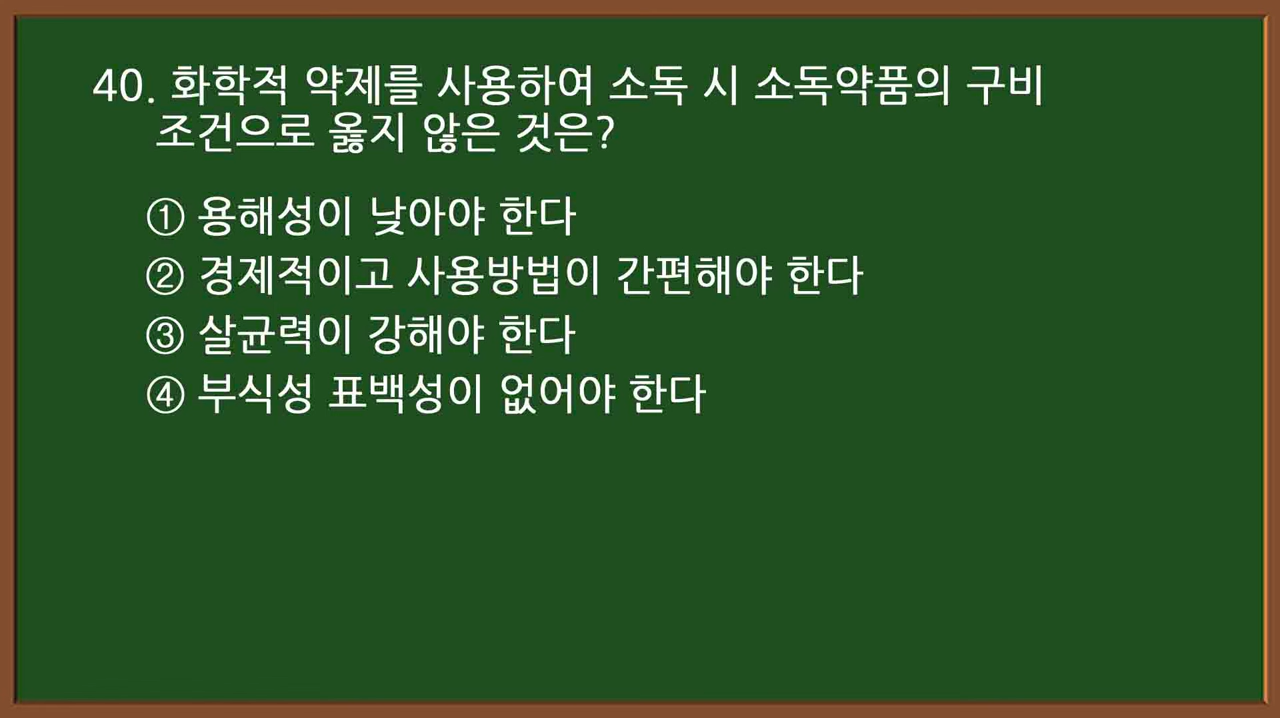 40. 화학적 약제를 사용하여 소독 시 소독약품의 구비
조건으로 옳지 않은 것은?
① 용해성이 낮아야 한다
② 경제적이고 사용방법이 간편해야 한다
③ 살균력이 강해야 한다
④ 부식성 표백성이 없어야 한다